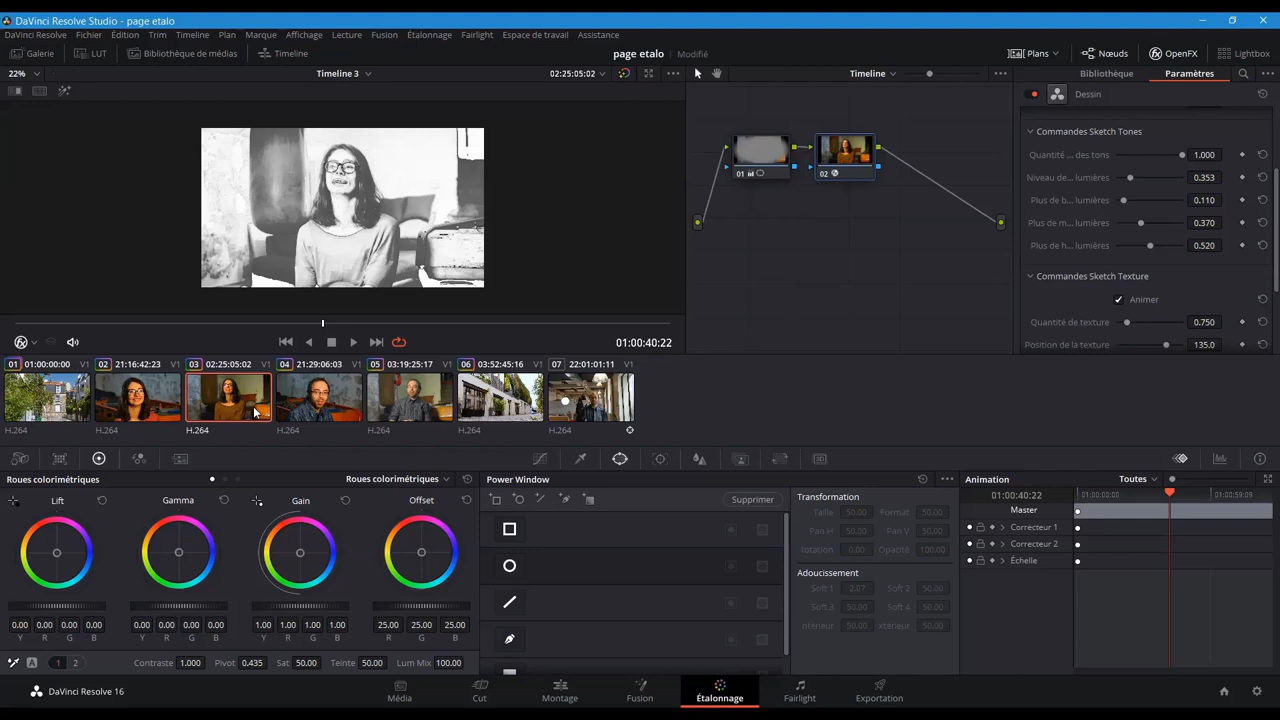 DaVinci Resolve Studio - page etalo
DaVinci Resolve Fichier Édition Trim Timeline Plan Marque Affichage Lecture Fusion Étalonnage Fairlight Espace de travail Assistance
Galerie LUT Bibliothèque de médias Timeline page etalo Modifié Plans Nœuds OpenFX Lightbox
22% Timeline 3 02:25:05:02 Timeline Bibliothèque Paramètres
Dessin
Commandes Sketch Tones
Quantité ... des tons 1.000
Niveau de... lumières 0.353
Plus de b... lumières 0.110
Plus de m... lumières 0.370
Plus de h... lumières 0.520
01 02
Commandes Sketch Texture
Animer
Quantité de texture 0.750
Position de la texture 135.0
01:00:40:22
01 01:00:00:00 V1 02 21:16:42:23 V1 03 02:25:05:02 V1 04 21:29:06:03 V1 05 03:19:25:17 V1 06 03:52:45:16 V1 07 22:01:01:11 V1
H.264 H.264 H.264 H.264 H.264 H.264 H.264
Roues colorimétriques Roues colorimétriques Power Window Animation Toutes
Lift Gamma Gain Offset Supprimer Transformation 01:00:40:22 01:00:00:00 01:00:59:09
Taille 50.00 Format 50.00 Master
Pan H 50.00 Pan V 50.00 Correcteur 1
0.00 Opacité 100.00 Correcteur 2
Échelle
Adoucissement
Soft 1 2.07 Soft 2 50.00
Soft 3 50.00 Soft 4 50.00
ntérieur 50.00 xtérieur 50.00
0.00 0.00 0.00 0.00 0.00 0.00 0.00 0.00 1.00 1.00 1.00 1.00 25.00 25.00 25.00
Y R G B Y R G B Y R G B R G B
A 1 2 Contraste 1.000 Pivot 0.435 Sat 50.00 Teinte 50.00 Lum Mix 100.00
DaVinci Resolve 16 Média Cut Montage Fusion Étalonnage Fairlight Exportation